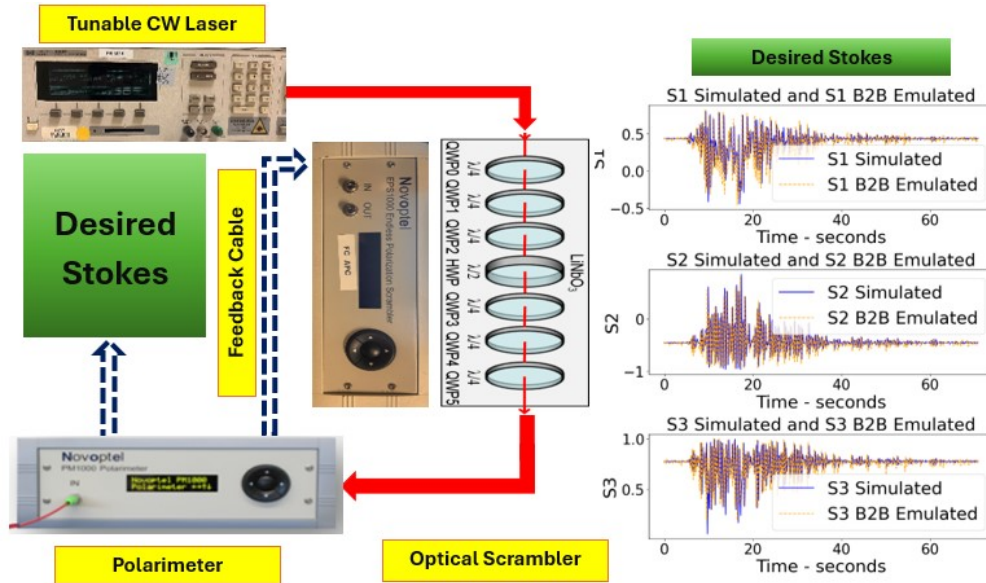 Tunable CW Laser
Desired
Stokes
Feedback Cable
Novoptel
EPS1000 Endless Polarization Scrambler
IN
OUT
FC APC
QWP0 QWP1 QWP2 HWP QWP3 QWP4 QWP5
λ/4
λ/4
λ/4
λ/2
λ/4
λ/4
λ/4
LiNbO3
Novoptel
PM1000 Polarimeter
IN
Novoptel PM1000
Polarimeter
Polarimeter
Optical Scrambler
Desired Stokes
S1 Simulated and S1 B2B Emulated
S1
0.5
0.0
−0.5
S1 Simulated
S1 B2B Emulated
0 20 40 60
Time - seconds
S2 Simulated and S2 B2B Emulated
S2
0
−1
S2 Simulated
S2 B2B Emulated
0 20 40 60
Time - seconds
S3 Simulated and S3 B2B Emulated
S3
1.0
0.5
S3 Simulated
S3 B2B Emulated
0 20 40 60
Time - seconds